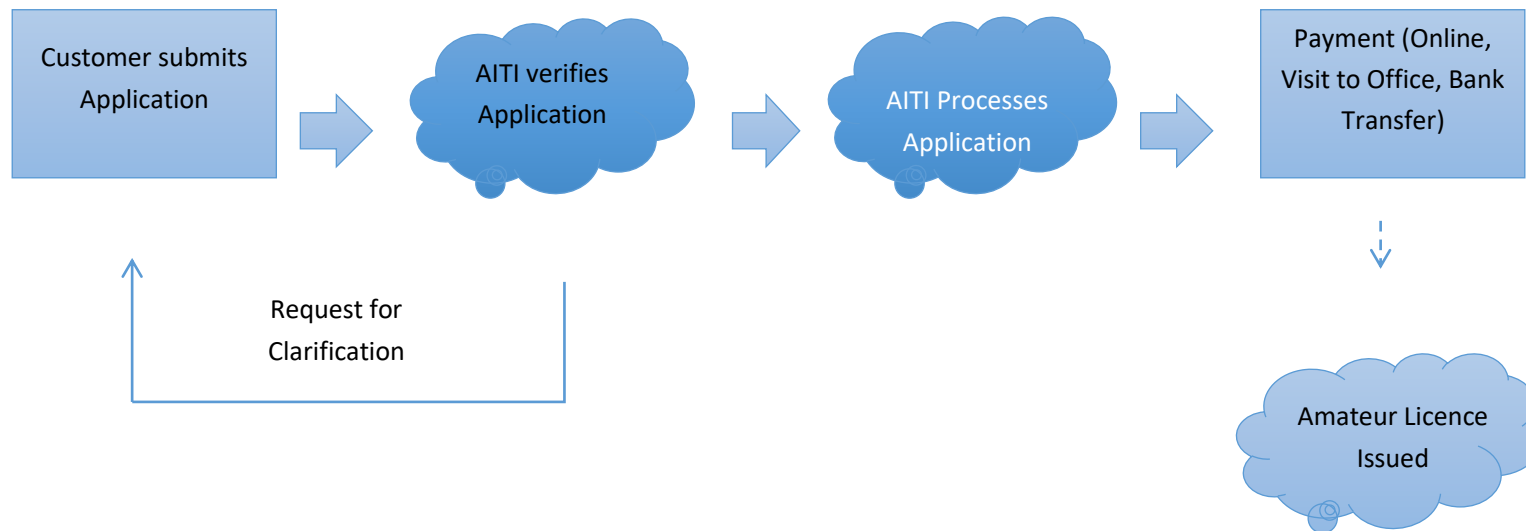 Customer submits
Application
AITI verifies
Application
AITI Processes
Application
Payment (Online,
Visit to Office, Bank
Transfer)
Request for
Clarification
Amateur Licence
Issued